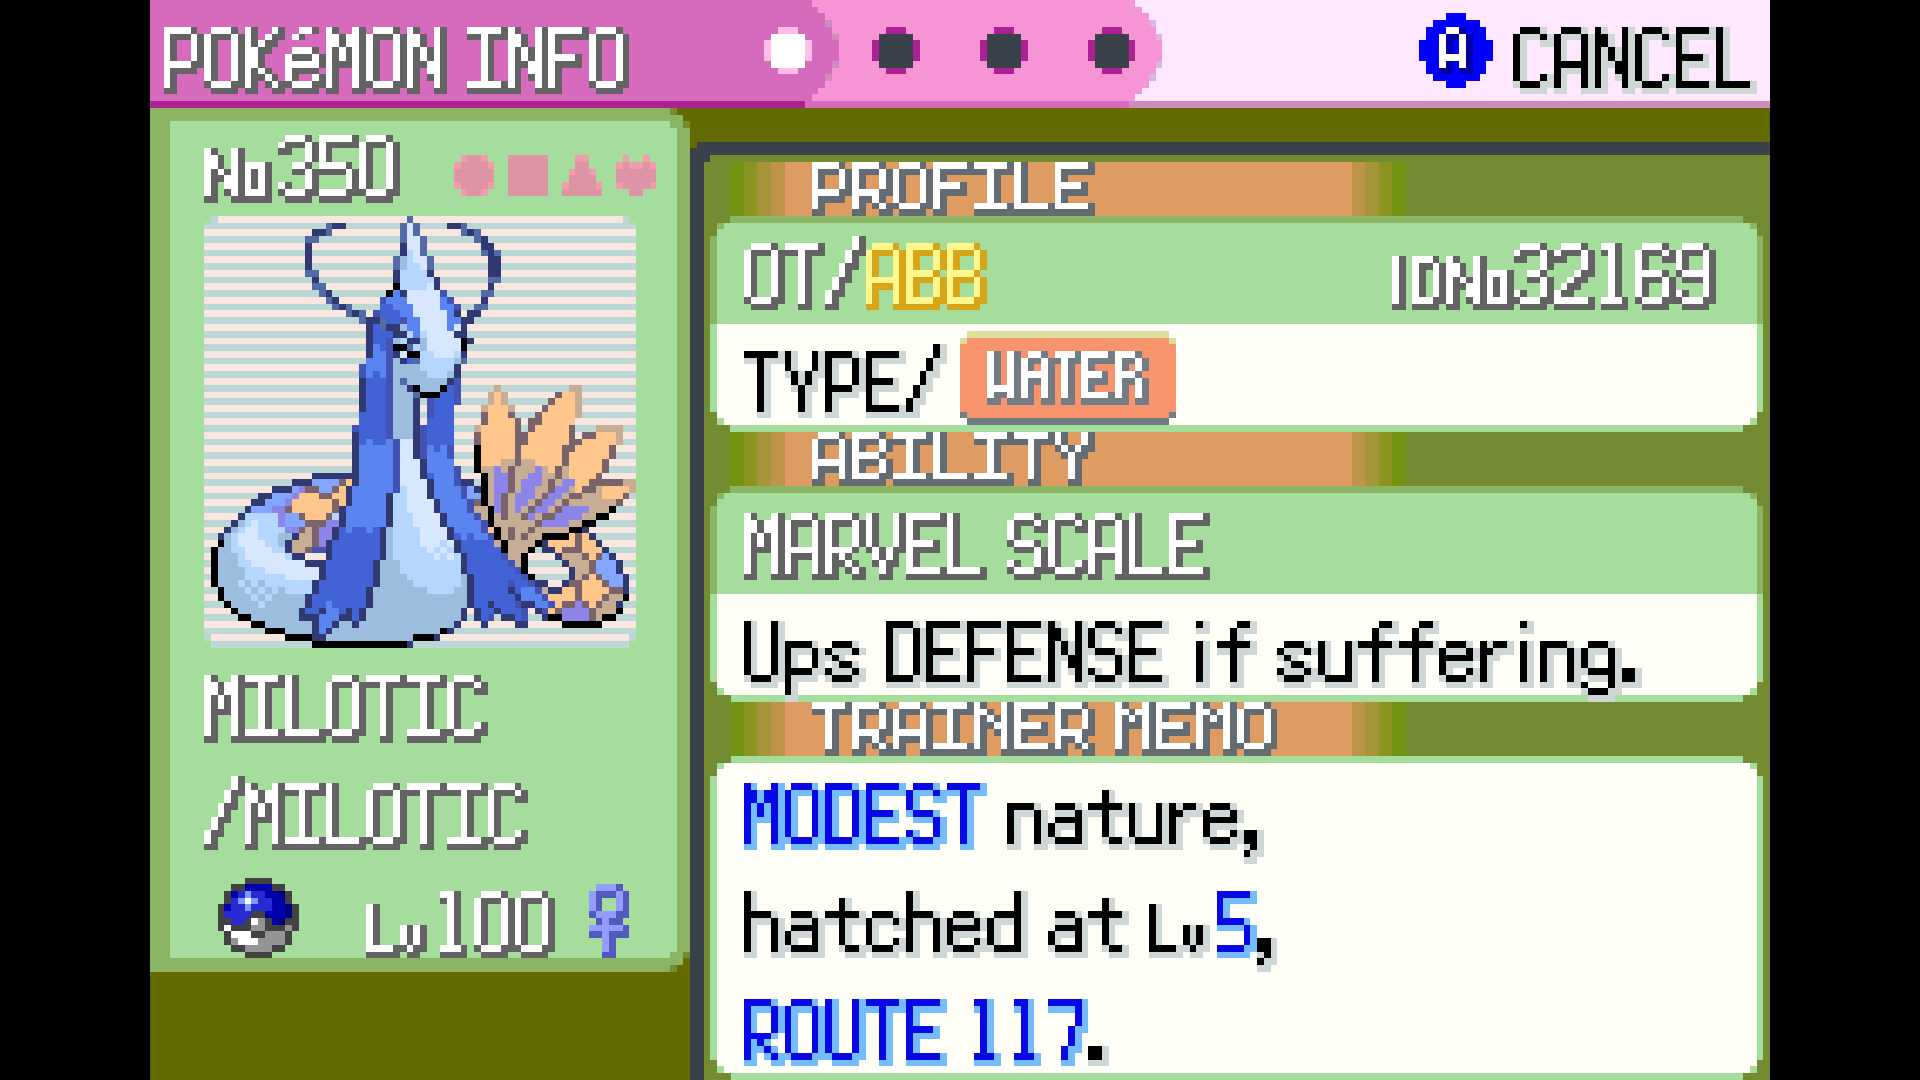 POKéMON INFO
A CANCEL
No350
PROFILE
OT/ABB IDNo32169
TYPE/ WATER
ABILITY
MARVEL SCALE
Ups DEFENSE if suffering.
TRAINER MEMO
MODEST nature,
hatched at Lv5,
ROUTE 117.
MILOTIC
/MILOTIC
Lv100 ♀